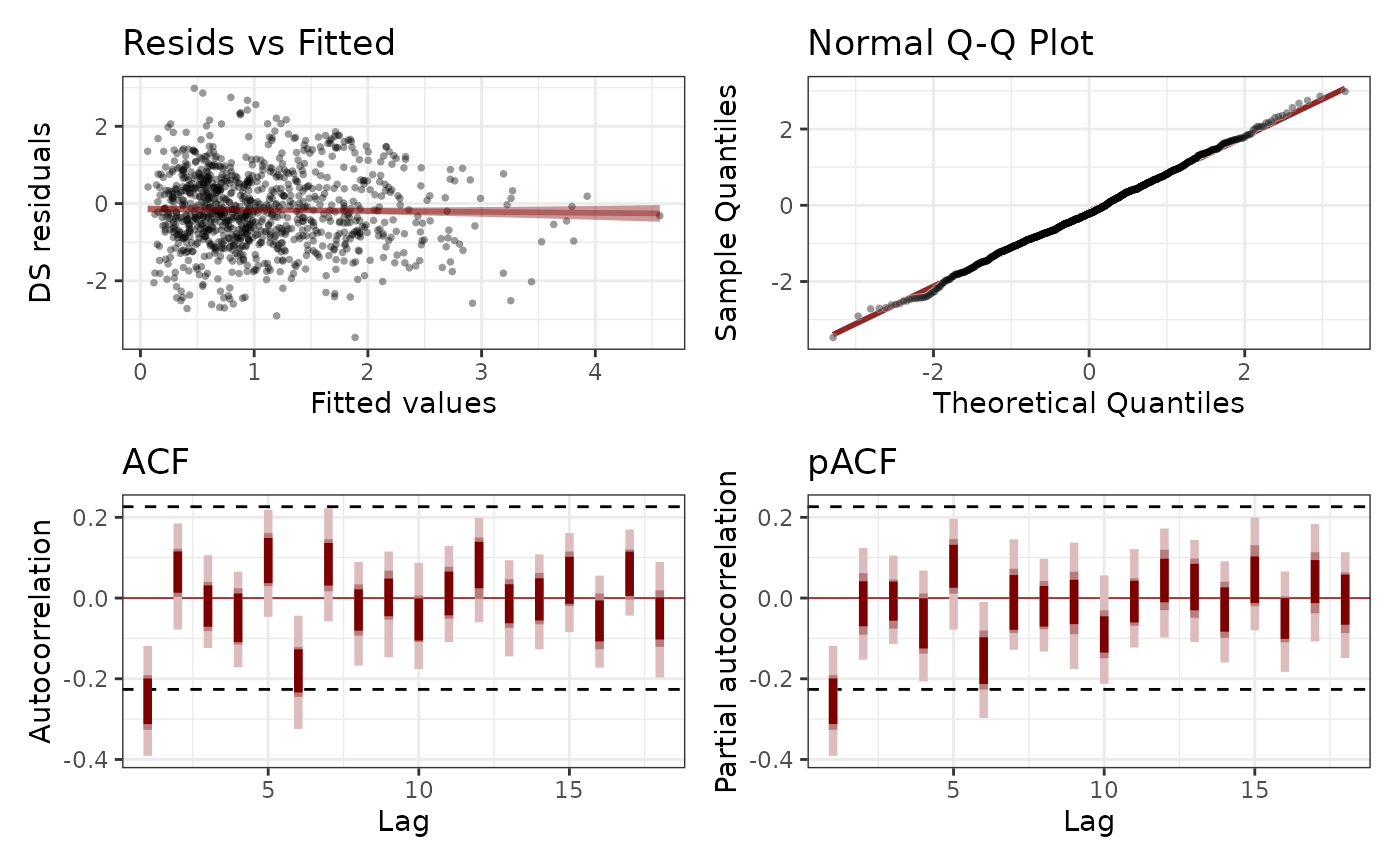 Resids vs Fitted
DS residuals
2
0
-2
0 1 2 3 4
Fitted values
Normal Q-Q Plot
Sample Quantiles
2
0
-2
-2 0 2
Theoretical Quantiles
ACF
Autocorrelation
0.2
0.0
-0.2
-0.4
5 10 15
Lag
pACF
Partial autocorrelation
0.2
0.0
-0.2
-0.4
5 10 15
Lag